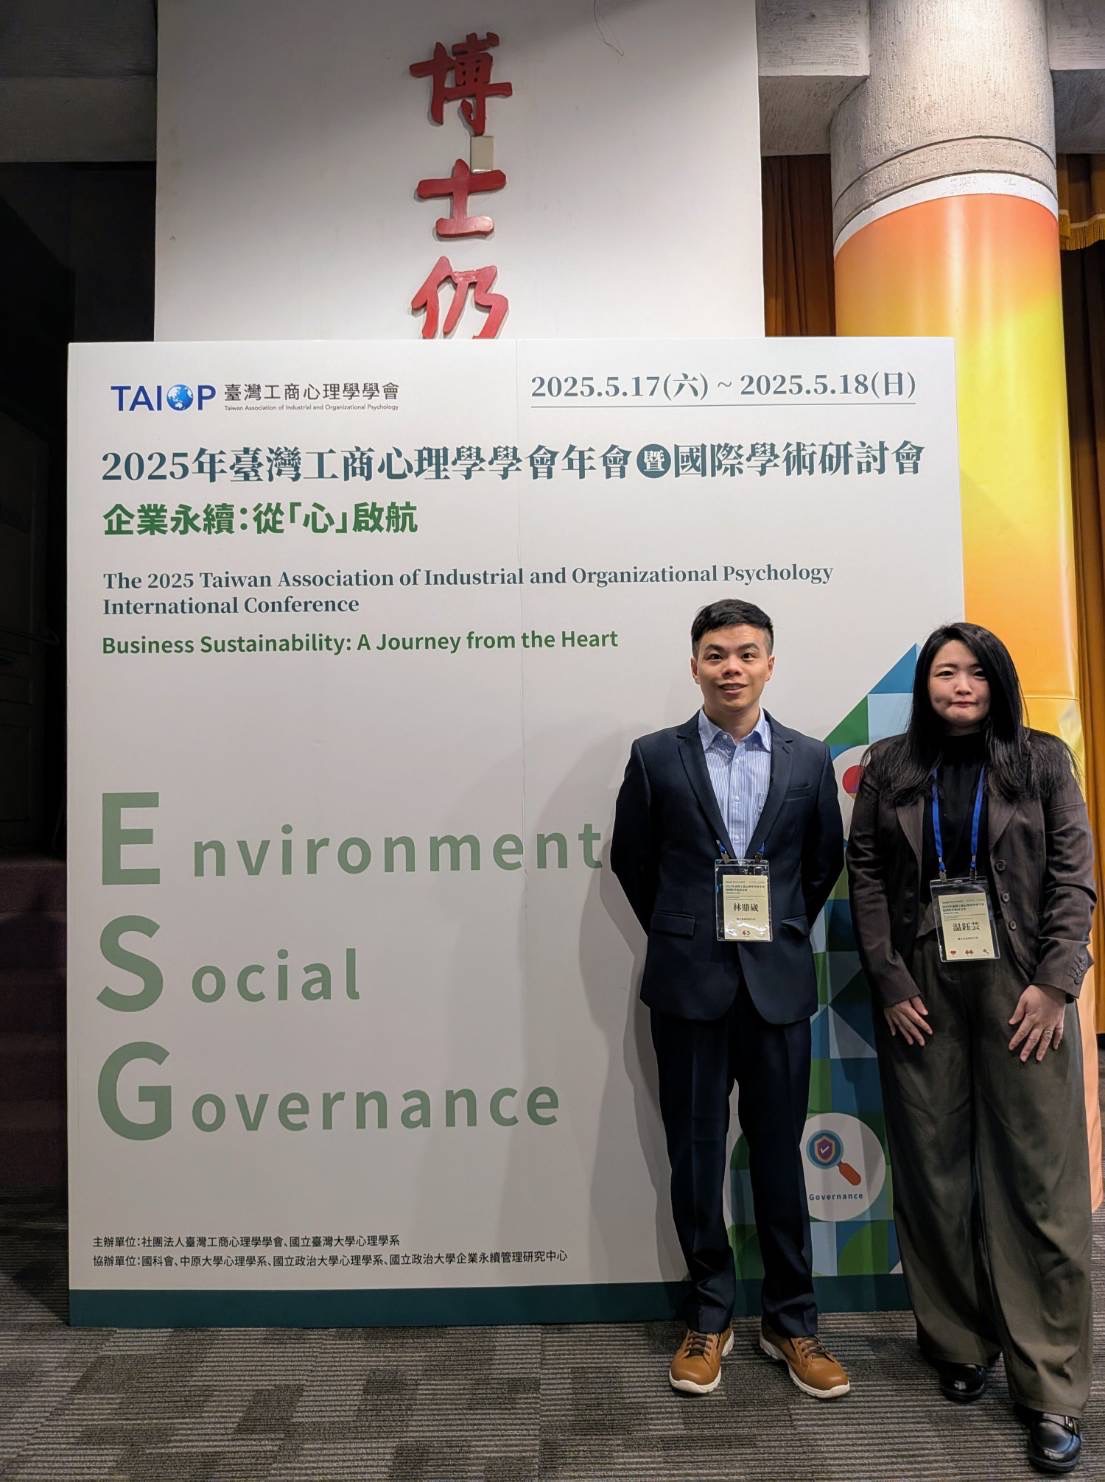 博
士
仍
TAIOP 臺灣工商心理學學會
Taiwan Association of Industrial and Organizational Psychology
2025.5.17(六) ~ 2025.5.18(日)
2025年臺灣工商心理學學會年會暨國際學術研討會
企業永續：從「心」啟航
The 2025 Taiwan Association of Industrial and Organizational Psychology
International Conference
Business Sustainability: A Journey from the Heart
Environment
Social
Governance
林鼎晟
温鈺芸
Governance
主辦單位：社團法人臺灣工商心理學學會、國立臺灣大學心理學系
協辦單位：國科會、中原大學心理學系、國立政治大學心理學系、國立政治大學企業永續管理研究中心